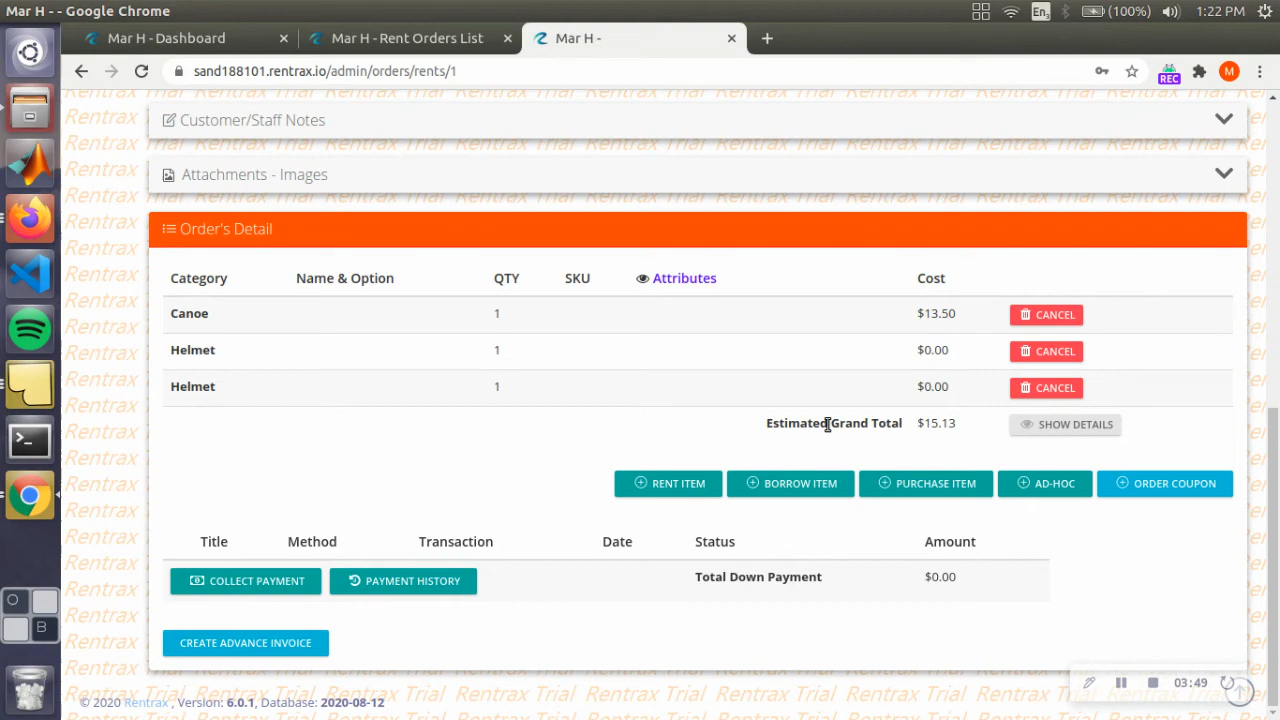 Mar H - - Google Chrome
En₃ (100%) 1:22 PM
Mar H - Dashboard
Mar H - Rent Orders List
Mar H -
sand188101.rentrax.io/admin/orders/rents/1
REC
M
Customer/Staff Notes
Attachments - Images
Order's Detail
Category Name & Option QTY SKU Attributes Cost
Canoe 1 $13.50 CANCEL
Helmet 1 $0.00 CANCEL
Helmet 1 $0.00 CANCEL
Estimated Grand Total $15.13 SHOW DETAILS
RENT ITEM BORROW ITEM PURCHASE ITEM AD-HOC ORDER COUPON
Title Method Transaction Date Status Amount
COLLECT PAYMENT PAYMENT HISTORY Total Down Payment $0.00
CREATE ADVANCE INVOICE
03:49
© 2020 Rentrax, Version: 6.0.1, Database: 2020-08-12
O
B
Rentrax Trial